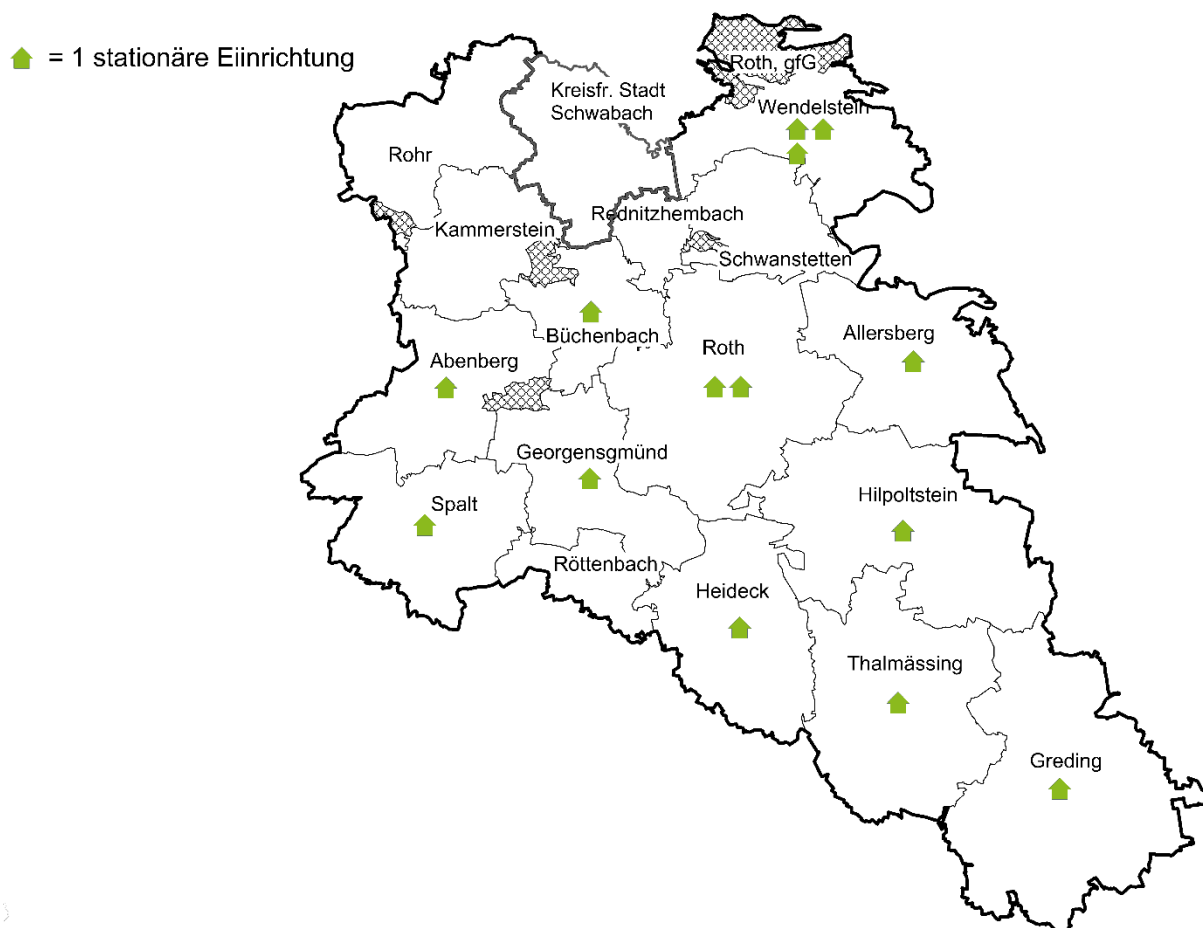 = 1 stationäre Eiinrichtung
Roth, gfG
Kreisfr. Stadt
Schwabach
Wendelstein
Rohr
Rednitzhembach
Kammerstein
Schwanstetten
Büchenbach
Allersberg
Roth
Abenberg
Georgensgmünd
Hilpoltstein
Spalt
Röttenbach
Heideck
Thalmässing
Greding